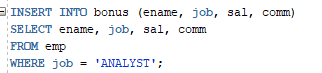 INSERT INTO bonus (ename, job, sal, comm)
SELECT ename, job, sal, comm
FROM emp
WHERE job = 'ANALYST';